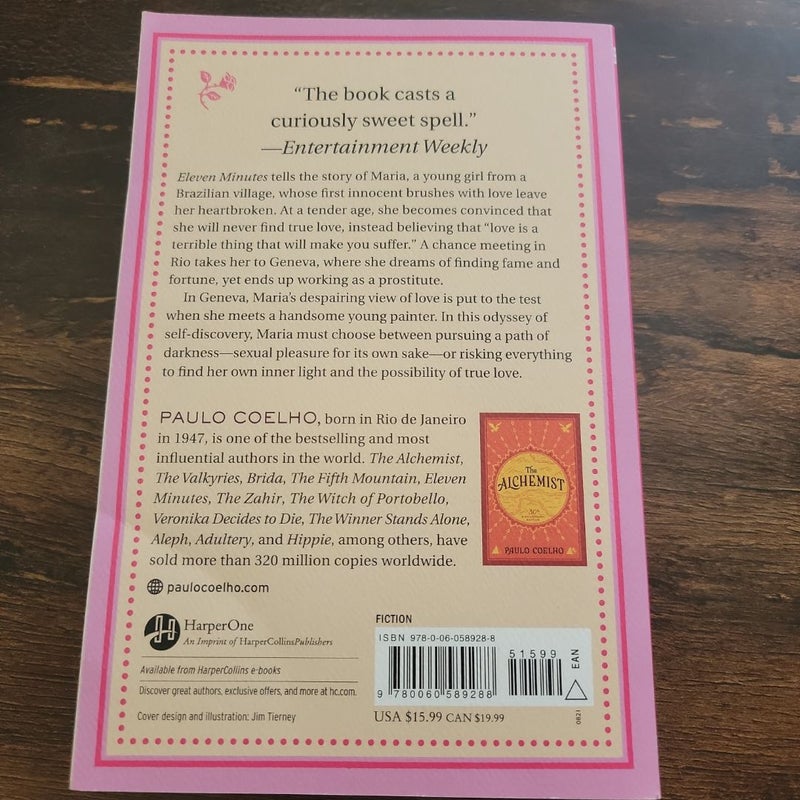 “The book casts a
curiously sweet spell.”
—Entertainment Weekly
Eleven Minutes tells the story of Maria, a young girl from a
Brazilian village, whose first innocent brushes with love leave
her heartbroken. At a tender age, she becomes convinced that
she will never find true love, instead believing that “love is a
terrible thing that will make you suffer.” A chance meeting in
Rio takes her to Geneva, where she dreams of finding fame and
fortune, yet ends up working as a prostitute.
In Geneva, Maria’s despairing view of love is put to the test
when she meets a handsome young painter. In this odyssey of
self-discovery, Maria must choose between pursuing a path of
darkness—sexual pleasure for its own sake—or risking everything
to find her own inner light and the possibility of true love.
PAULO COELHO, born in Rio de Janeiro
in 1947, is one of the bestselling and most
influential authors in the world. The Alchemist,
The Valkyries, Brida, The Fifth Mountain, Eleven
Minutes, The Zahir, The Witch of Portobello,
Veronika Decides to Die, The Winner Stands Alone,
Aleph, Adultery, and Hippie, among others, have
sold more than 320 million copies worldwide.
The
ALCHEMIST
PAULO COELHO
paulocoelho.com
HarperOne
An Imprint of HarperCollinsPublishers
Available from HarperCollins e-books
Discover great authors, exclusive offers, and more at hc.com.
Cover design and illustration: Jim Tierney
FICTION
ISBN 978-0-06-058928-8
51599
EAN
9 780060 589288
USA $15.99 CAN $19.99
0821